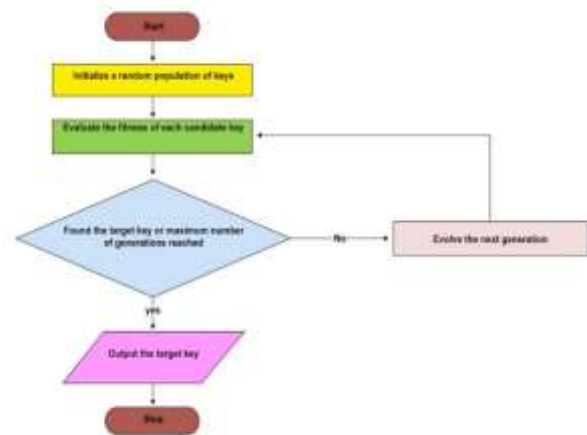 Start
Initialize a random population of keys
Evaluate the fitness of each candidate key
Found the target key or maximum number
of generations reached
No
Evolve the next generation
yes
Output the target key
Stop